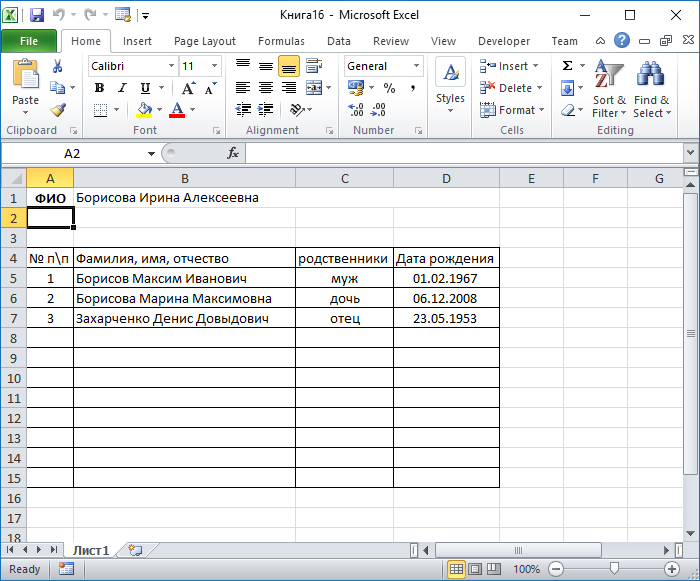 Книга16 - Microsoft Excel
File Home Insert Page Layout Formulas Data Review View Developer Team
Calibri 11 General Insert Σ
Paste B I U A A % , Styles Delete Sort & Filter Find & Select
A A Format
Clipboard Font Alignment Number Cells Editing
A2 fx
A B C D E F G
1 ФИО Борисова Ирина Алексеевна
2
3
4 № п\п Фамилия, имя, отчество родственники Дата рождения
5 1 Борисов Максим Иванович муж 01.02.1967
6 2 Борисова Марина Максимовна дочь 06.12.2008
7 3 Захарченко Денис Довыдович отец 23.05.1953
8
9
10
11
12
13
14
15
16
17
18
Лист1
Ready 100%